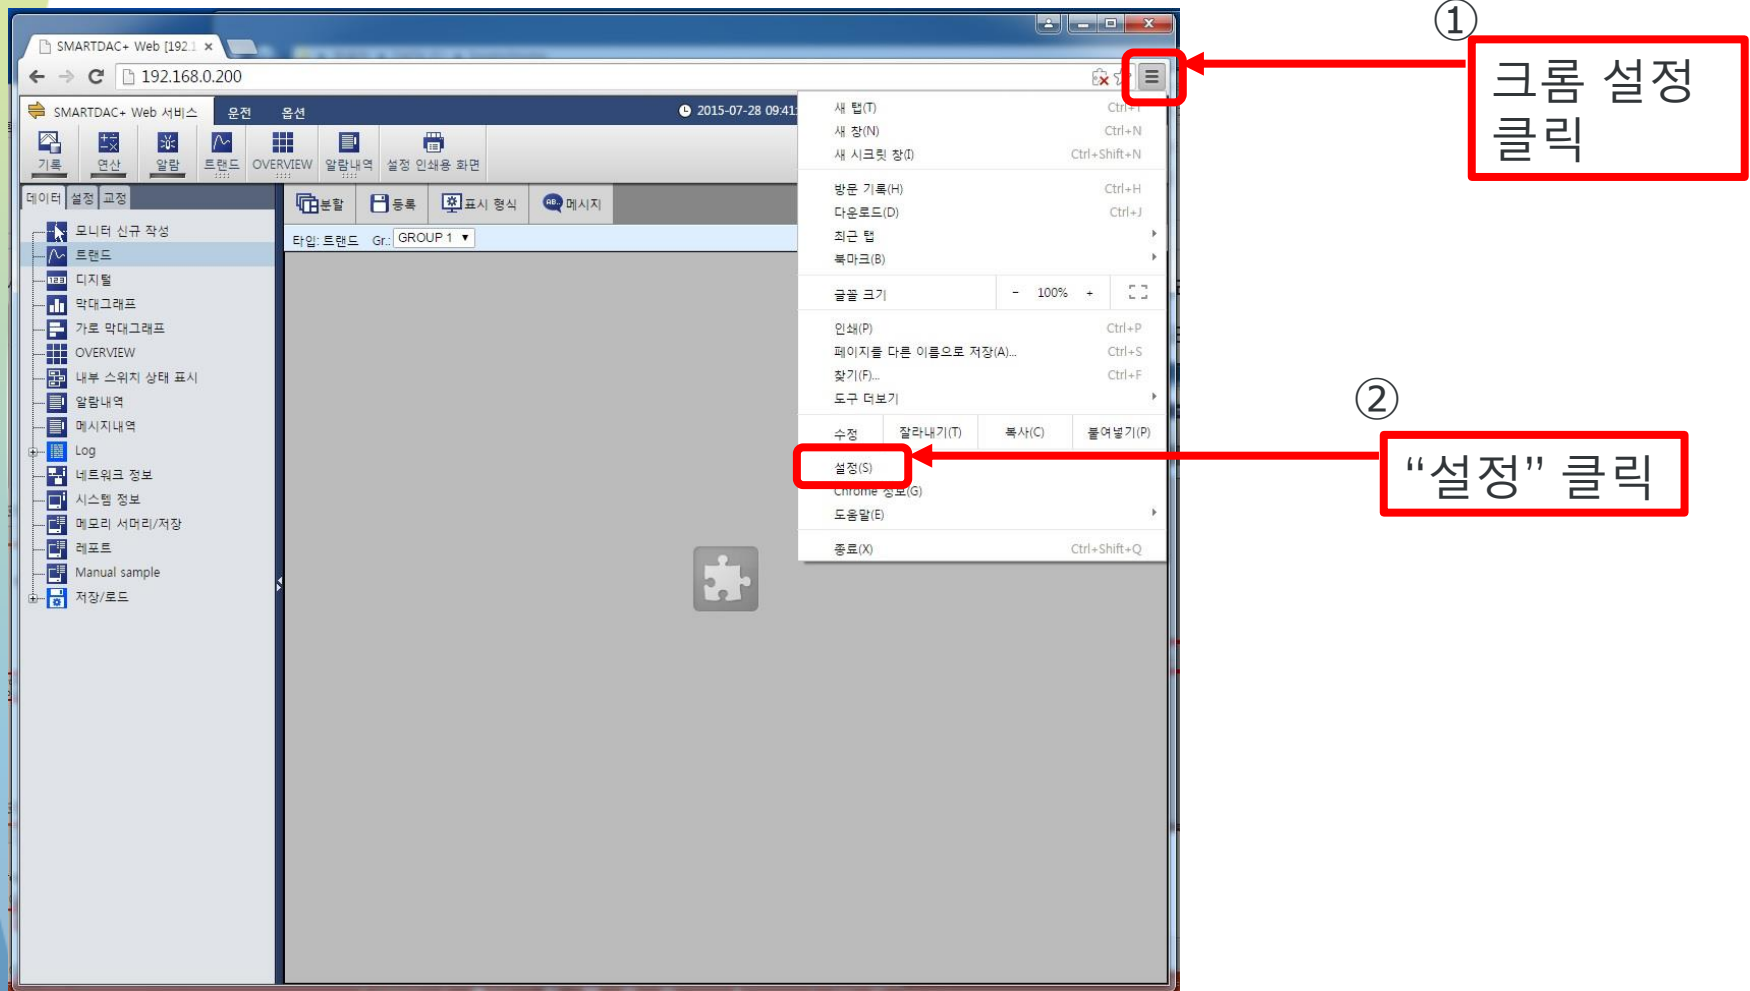 ①
크롬 설정
클릭
②
“설정” 클릭
SMARTDAC+ Web [192.1
192.168.0.200
SMARTDAC+ Web 서비스 운전 옵션 2015-07-28 09:41:
기록 연산 알람 트랜드 OVERVIEW 알람내역 설정 인쇄용 화면
데이터 설정 교정
분할 등록 표시 형식 메시지
타입: 트랜드 Gr.: GROUP 1
모니터 신규 작성
트랜드
디지털
막대그래프
가로 막대그래프
OVERVIEW
내부 스위치 상태 표시
알람내역
메시지내역
Log
네트워크 정보
시스템 정보
메모리 서머리/저장
레포트
Manual sample
저장/로드
새 탭(T) Ctrl+T
새 창(N) Ctrl+N
새 시크릿 창(I) Ctrl+Shift+N
방문 기록(H) Ctrl+H
다운로드(D) Ctrl+J
최근 탭
북마크(B)
글꼴 크기 - 100% +
인쇄(P) Ctrl+P
페이지를 다른 이름으로 저장(A)... Ctrl+S
찾기(F)... Ctrl+F
도구 더보기
수정 잘라내기(T) 복사(C) 붙여넣기(P)
설정(S)
Chrome 정보(G)
도움말(E)
종료(X) Ctrl+Shift+Q